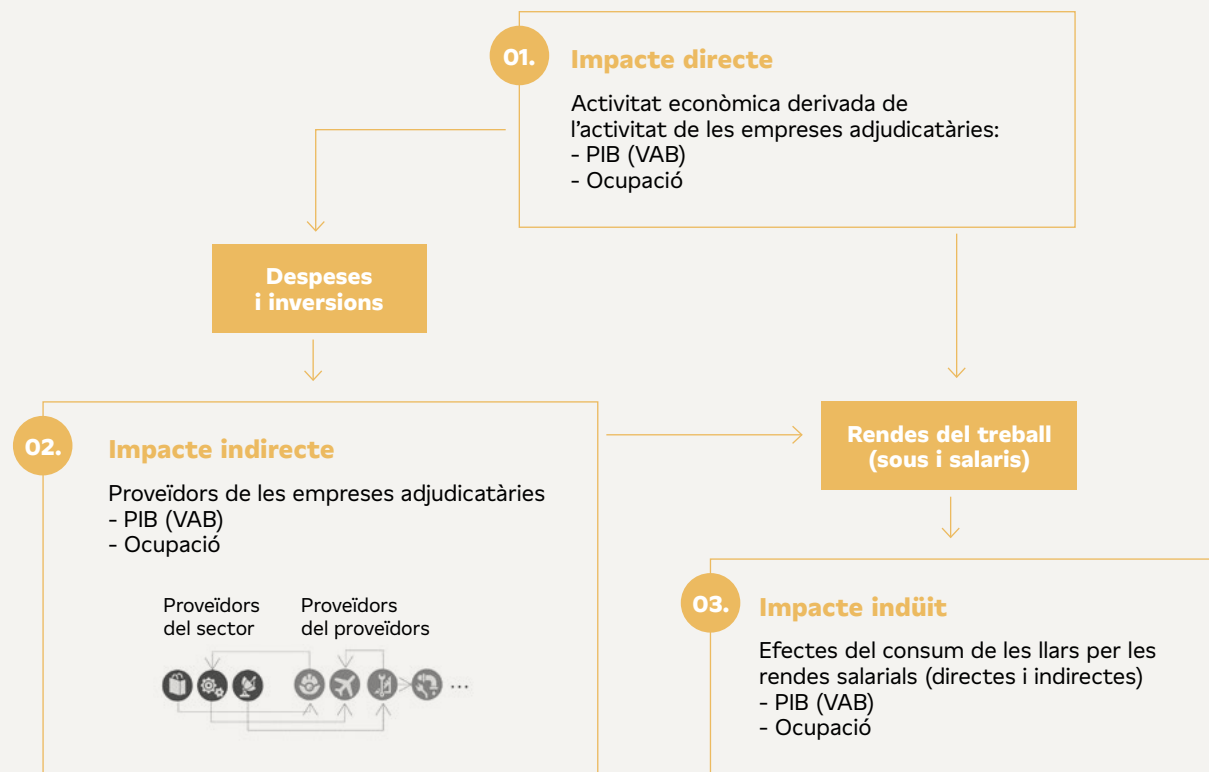 01.
Impacte directe
Activitat econòmica derivada de
l’activitat de les empreses adjudicatàries:
- PIB (VAB)
- Ocupació
Despeses
i inversions
02.
Impacte indirecte
Proveïdors de les empreses adjudicatàries
- PIB (VAB)
- Ocupació
Proveïdors
del sector
Proveïdors
del proveïdors
...
Rendes del treball
(sous i salaris)
03.
Impacte indüit
Efectes del consum de les llars per les
rendes salarials (directes i indirectes)
- PIB (VAB)
- Ocupació